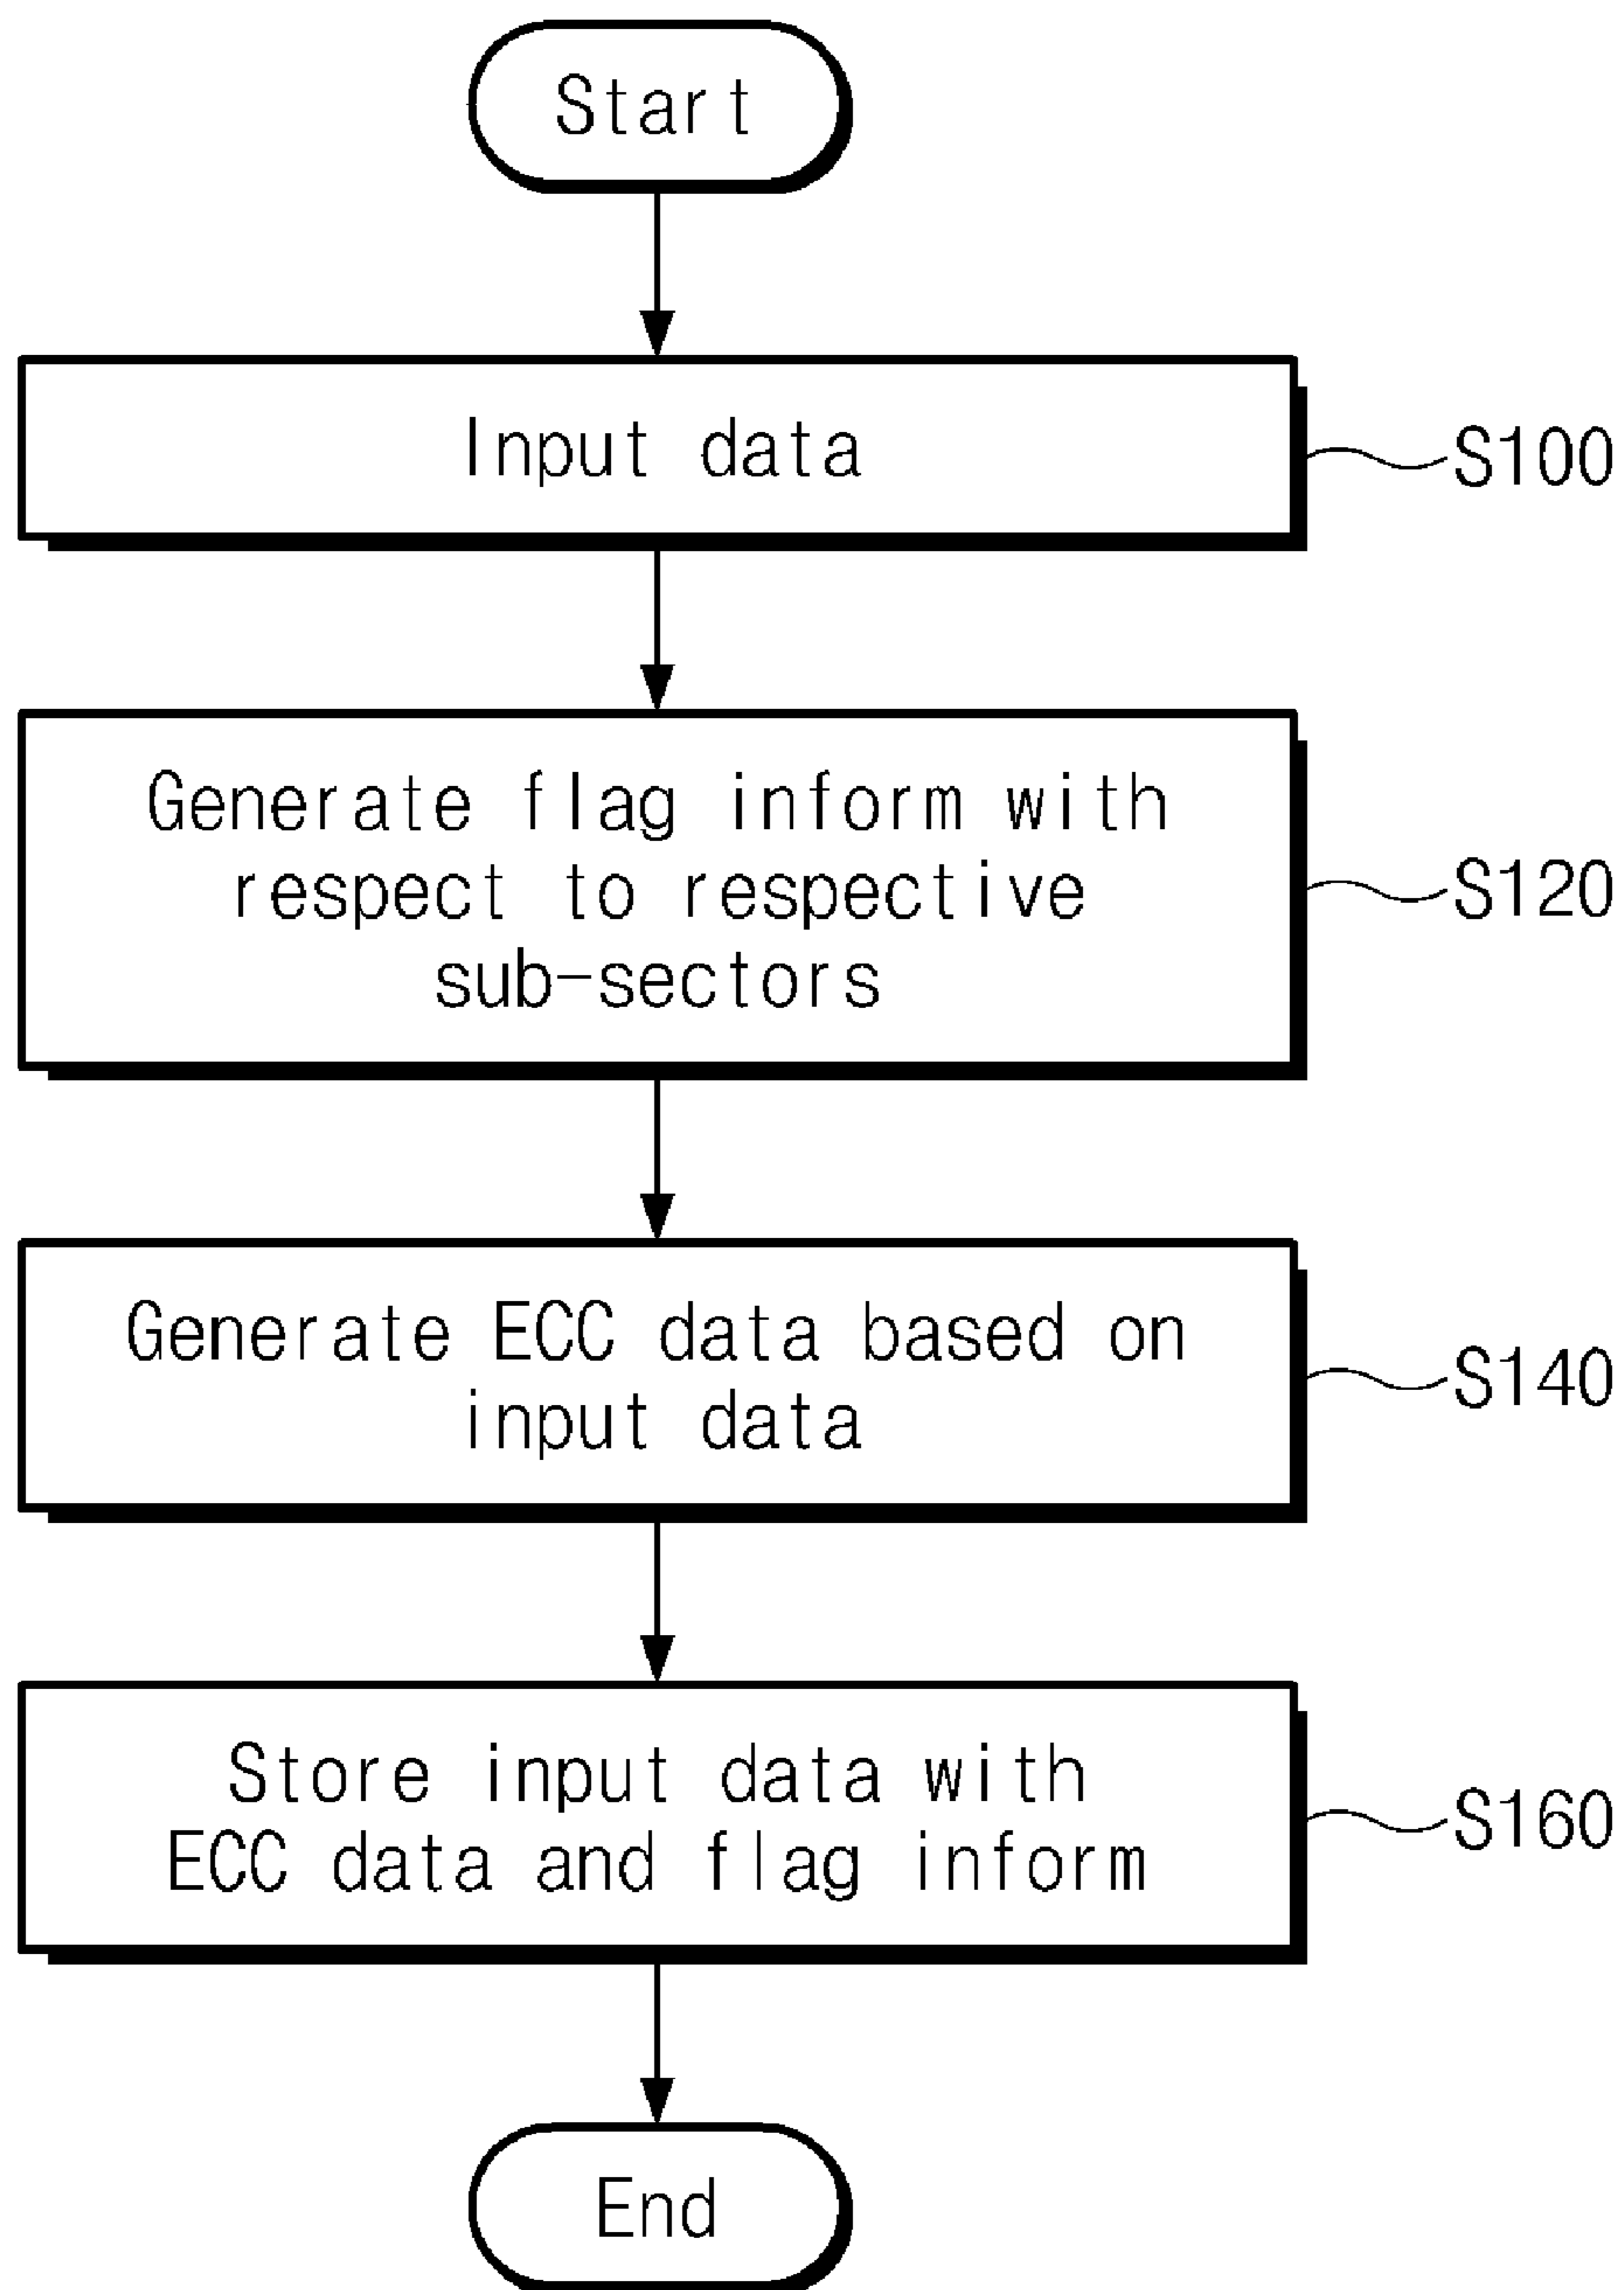 Start
Input data
S100
Generate flag inform with
respect to respective
sub-sectors
S120
Generate ECC data based on
input data
S140
Store input data with
ECC data and flag inform
S160
End